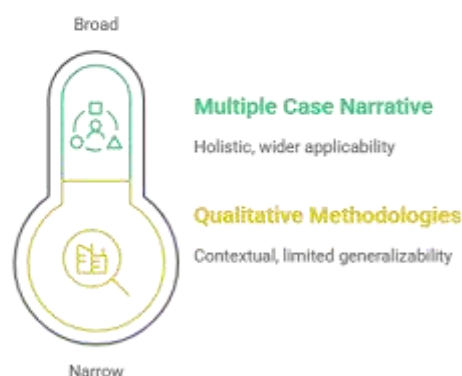 Broad
Multiple Case Narrative
Holistic, wider applicability
Qualitative Methodologies
Contextual, limited generalizability
Narrow